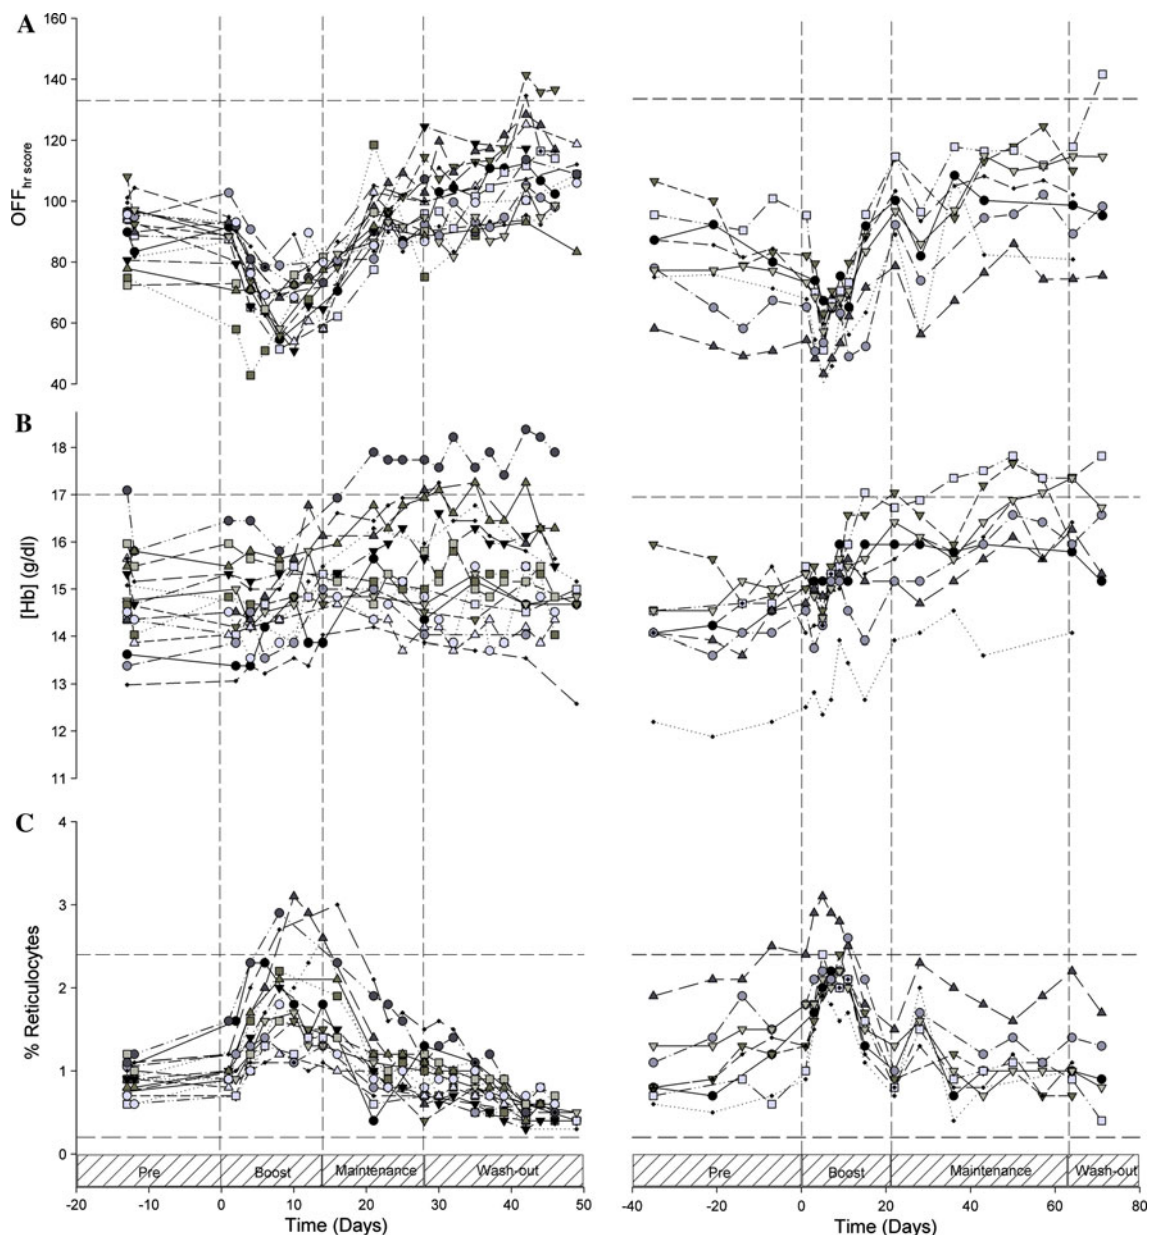 A
160
140
120
100
80
60
40
OFF hr score
B
18
17
16
15
14
13
12
11
[Hb] (g/dl)
C
4
3
2
1
0
% Reticulocytes
Pre Boost Maintenance Wash-out
-20 -10 0 10 20 30 40 50
Time (Days)
Pre Boost Maintenance Wash-out
-40 -20 0 20 40 60 80
Time (Days)